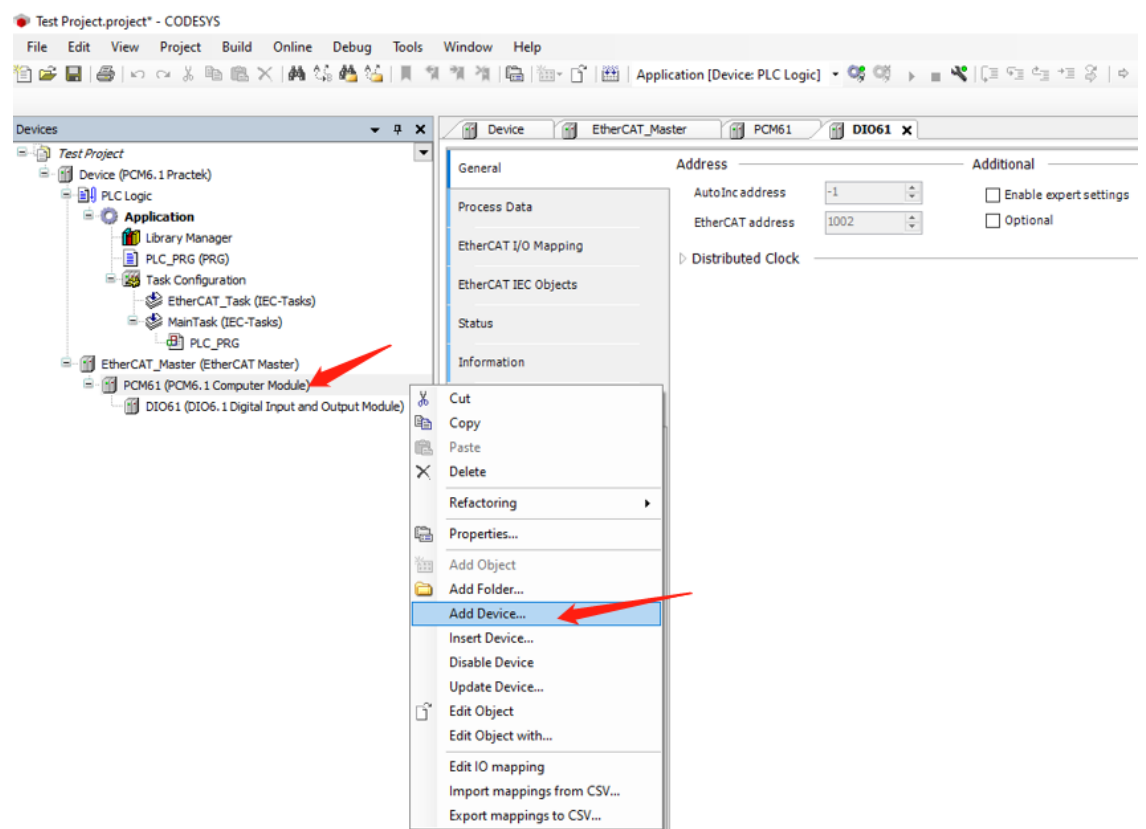 Test Project.project* - CODESYS
File Edit View Project Build Online Debug Tools Window Help
Application [Device: PLC Logic]
Devices
Device EtherCAT_Master PCM61 DIO61
Test Project
Device (PCM6.1 Practek)
PLC Logic
Application
Library Manager
PLC_PRG (PRG)
Task Configuration
EtherCAT_Task (IEC-Tasks)
MainTask (IEC-Tasks)
PLC_PRG
EtherCAT_Master (EtherCAT Master)
PCM61 (PCM6.1 Computer Module)
DIO61 (DIO6.1 Digital Input and Output Module)
General
Process Data
EtherCAT I/O Mapping
EtherCAT IEC Objects
Status
Information
Address
AutoInc address -1
EtherCAT address 1002
Distributed Clock
Additional
Enable expert settings
Optional
Cut
Copy
Paste
Delete
Refactoring
Properties...
Add Object
Add Folder...
Add Device...
Insert Device...
Disable Device
Update Device...
Edit Object
Edit Object with...
Edit IO mapping
Import mappings from CSV...
Export mappings to CSV...